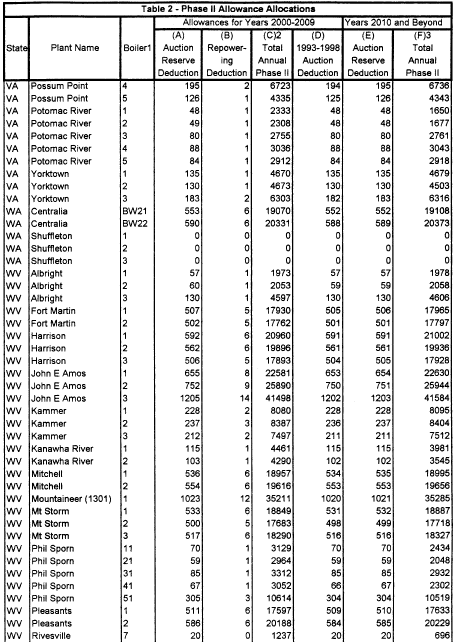 Table 2 - Phase II Allowance Allocations
Allowances for Years 2000-2009 Years 2010 and Beyond
(A) (B) (C)2 (D) (E) (F)3
State Plant Name Boiler1 Auction Repower- Total 1993-1998 Auction Total
Reserve ing Annual Auction Reserve Annual
Deduction Deduction Phase II Deduction Deduction Phase II
VA Possum Point 4 195 2 6723 194 195 6736
VA Possum Point 5 126 1 4335 125 126 4343
VA Potomac River 1 48 1 2333 48 48 1650
VA Potomac River 2 49 1 2308 48 48 1677
VA Potomac River 3 80 1 2755 80 80 2761
VA Potomac River 4 88 1 3036 88 88 3043
VA Potomac River 5 84 1 2912 84 84 2918
VA Yorktown 1 135 1 4670 135 135 4679
VA Yorktown 2 130 1 4673 130 130 4503
VA Yorktown 3 183 2 6303 182 183 6316
WA Centralia BW21 553 6 19070 552 552 19108
WA Centralia BW22 590 6 20331 588 589 20373
WA Shuffleton 1 0 0 0 0 0 0
WA Shuffleton 2 0 0 0 0 0 0
WA Shuffleton 3 0 0 0 0 0 0
WV Albright 1 57 1 1973 57 57 1978
WV Albright 2 60 1 2053 59 59 2058
WV Albright 3 130 1 4597 130 130 4606
WV Fort Martin 1 507 5 17930 505 506 17965
WV Fort Martin 2 502 5 17762 501 501 17797
WV Harrison 1 592 6 20960 591 591 21002
WV Harrison 2 562 6 19896 561 561 19936
WV Harrison 3 506 5 17893 504 505 17928
WV John E Amos 1 655 8 22581 653 654 22630
WV John E Amos 2 752 9 25890 750 751 25944
WV John E Amos 3 1205 14 41498 1202 1203 41584
WV Kammer 1 228 2 8080 228 228 8095
WV Kammer 2 237 3 8387 236 237 8404
WV Kammer 3 212 2 7497 211 211 7512
WV Kanawha River 1 115 1 4461 115 115 3981
WV Kanawha River 2 103 1 4290 102 102 3545
WV Mitchell 1 536 6 18957 534 535 18995
WV Mitchell 2 554 6 19616 553 553 19656
WV Mountaineer (1301) 1 1023 12 35211 1020 1021 35285
WV Mt Storm 1 533 6 18849 531 532 18887
WV Mt Storm 2 500 5 17683 498 499 17718
WV Mt Storm 3 517 6 18290 516 516 18327
WV Phil Sporn 11 70 1 3129 70 70 2434
WV Phil Sporn 21 59 1 2964 59 59 2048
WV Phil Sporn 31 85 1 3312 85 85 2932
WV Phil Sporn 41 67 1 3052 66 67 2302
WV Phil Sporn 51 305 3 10614 304 304 10519
WV Pleasants 1 511 6 17597 509 510 17633
WV Pleasants 2 586 6 20188 584 585 20229
WV Rivesville 7 20 0 1237 20 20 696